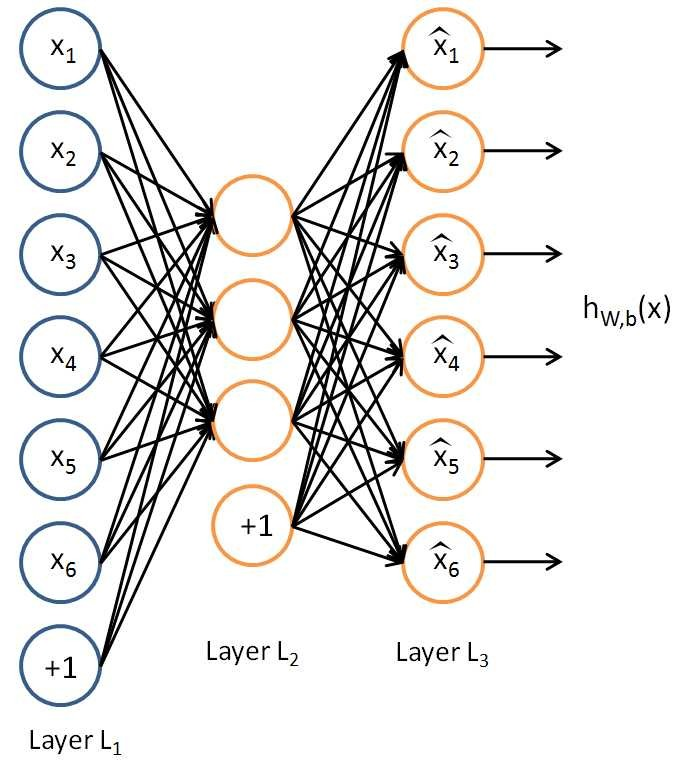 x₁
x₂
x₃
x₄
x₅
x₆
+1
Layer L₁
+1
Layer L₂
x̂₁
x̂₂
x̂₃
x̂₄
x̂₅
x̂₆
Layer L₃
h_W,b(x)